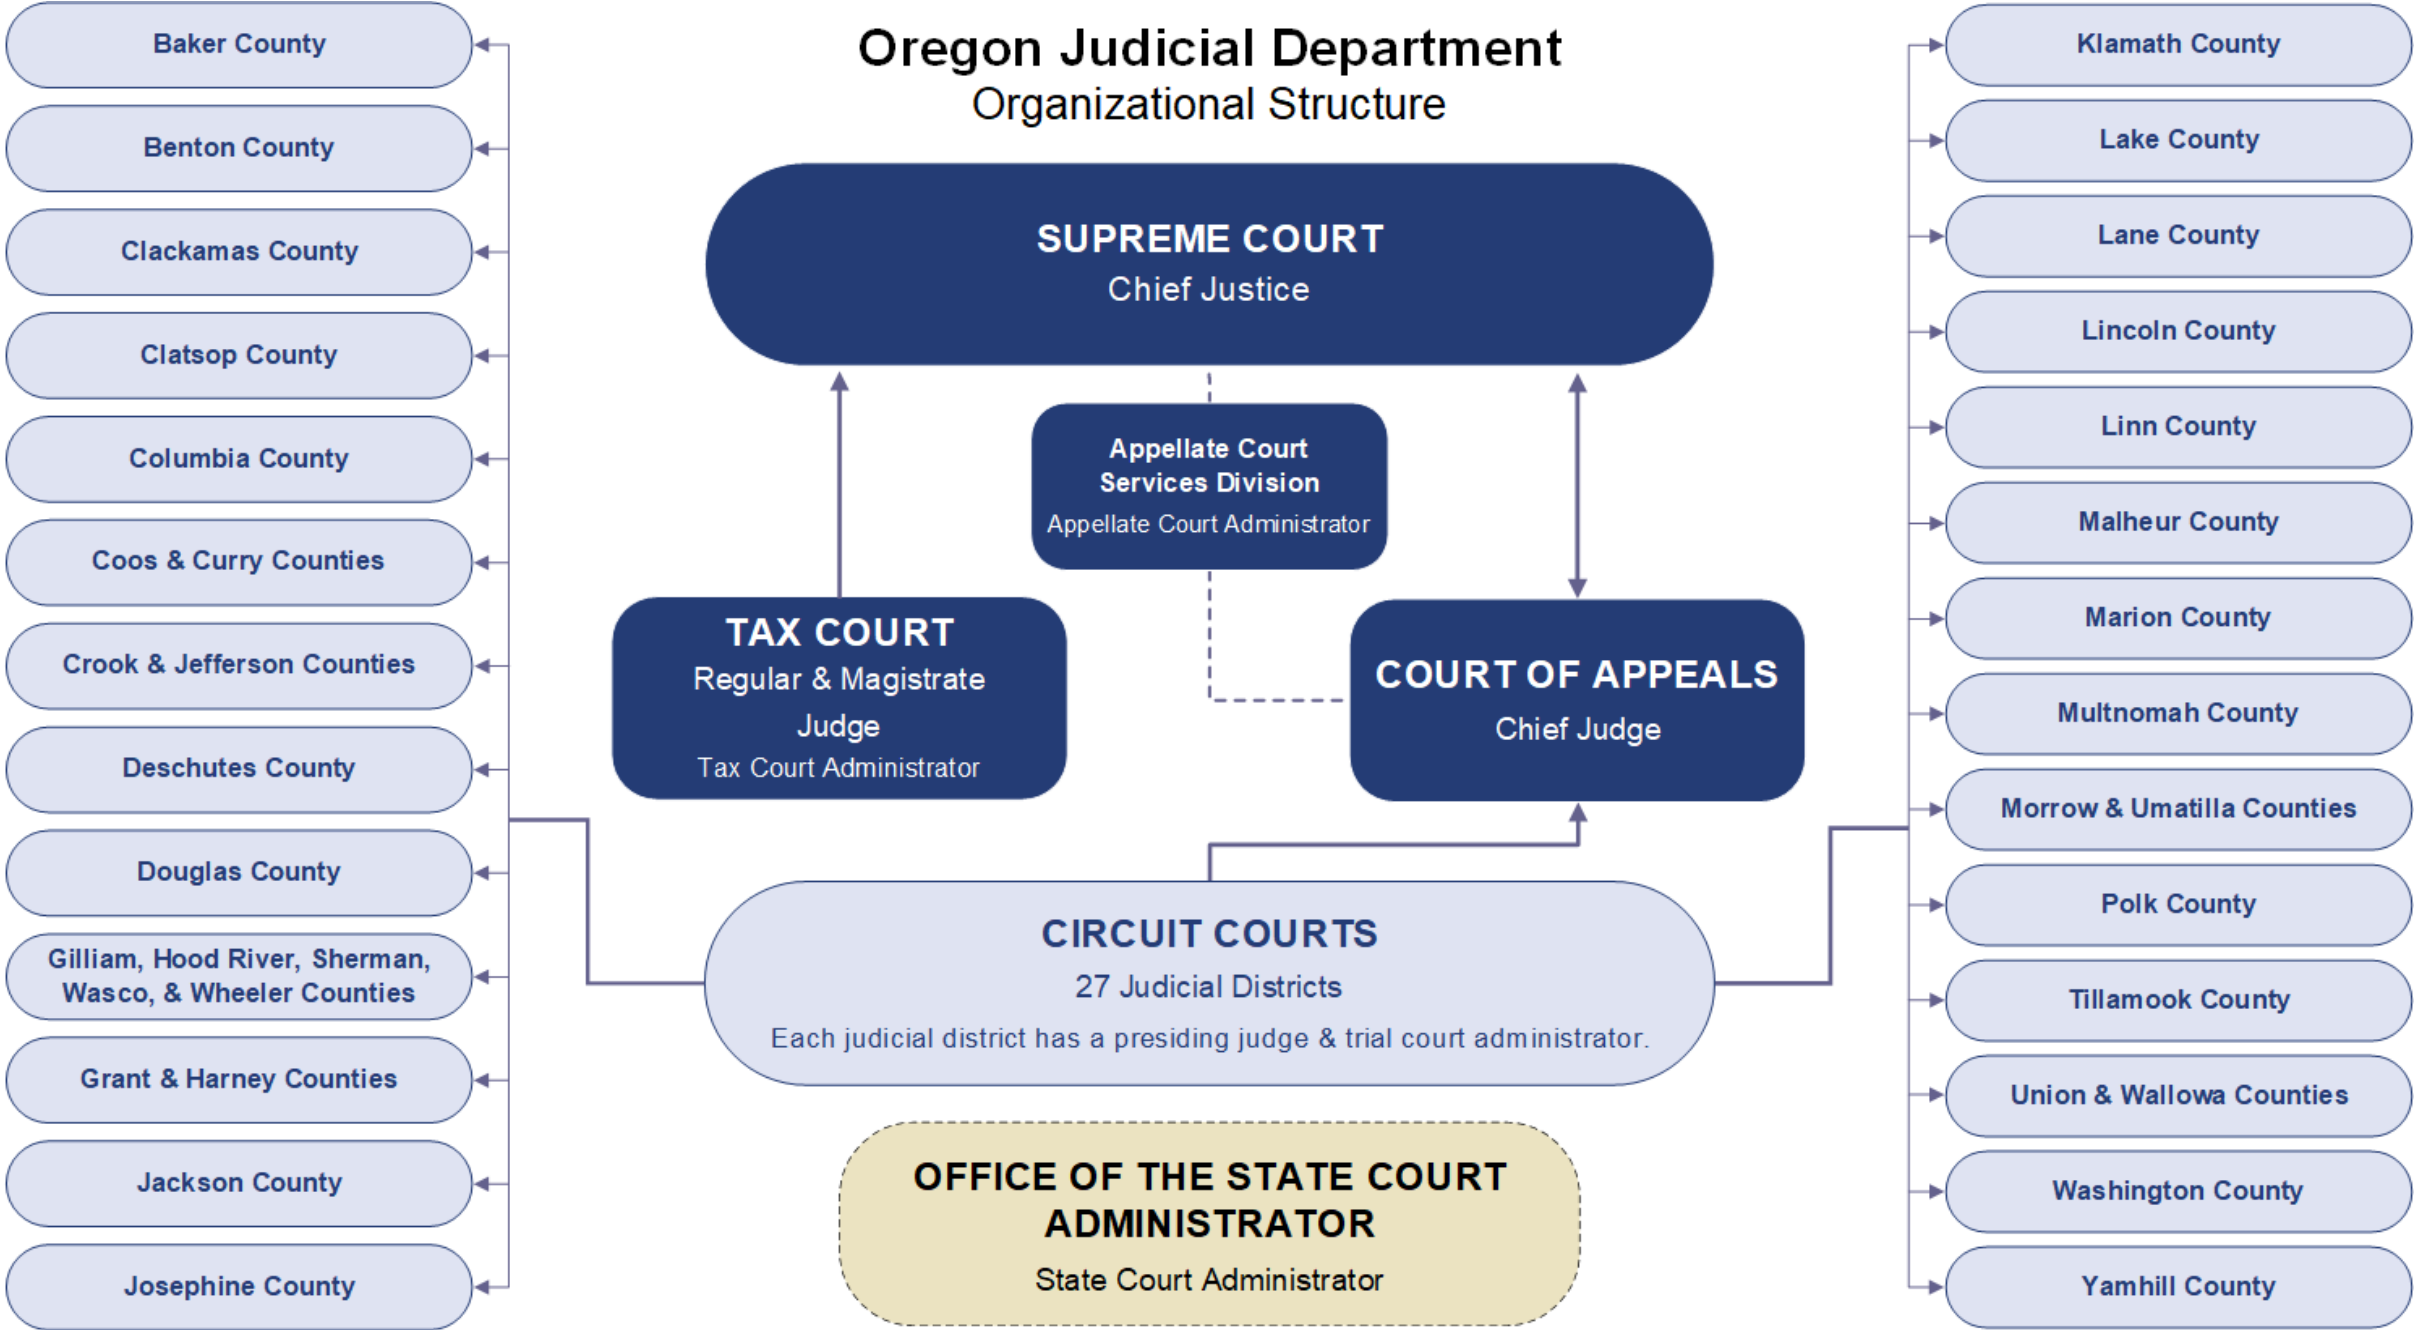 Oregon Judicial Department
Organizational Structure
Baker County
Benton County
Clackamas County
Clatsop County
Columbia County
Coos & Curry Counties
Crook & Jefferson Counties
Deschutes County
Douglas County
Gilliam, Hood River, Sherman,
Wasco, & Wheeler Counties
Grant & Harney Counties
Jackson County
Josephine County
SUPREME COURT
Chief Justice
Appellate Court
Services Division
Appellate Court Administrator
TAX COURT
Regular & Magistrate
Judge
Tax Court Administrator
COURT OF APPEALS
Chief Judge
CIRCUIT COURTS
27 Judicial Districts
Each judicial district has a presiding judge & trial court administrator.
OFFICE OF THE STATE COURT
ADMINISTRATOR
State Court Administrator
Klamath County
Lake County
Lane County
Lincoln County
Linn County
Malheur County
Marion County
Multnomah County
Morrow & Umatilla Counties
Polk County
Tillamook County
Union & Wallowa Counties
Washington County
Yamhill County